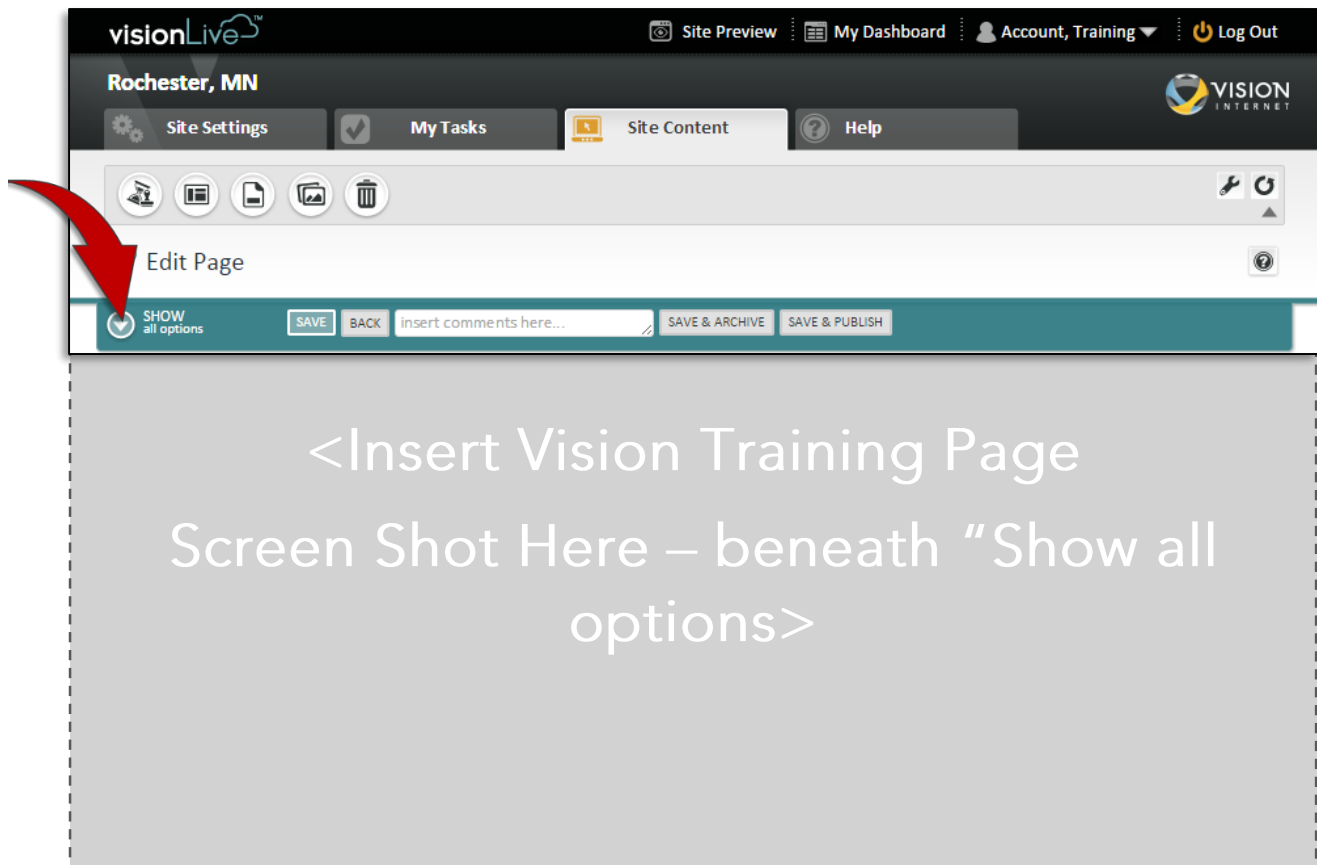 visionLive™
Site Preview
My Dashboard
Account, Training
Log Out
Rochester, MN
VISION
INTERNET
Site Settings
My Tasks
Site Content
Help
Edit Page
SHOW
all options
SAVE
BACK
insert comments here...
SAVE & ARCHIVE
SAVE & PUBLISH
<Insert Vision Training Page
Screen Shot Here – beneath “Show all
options>